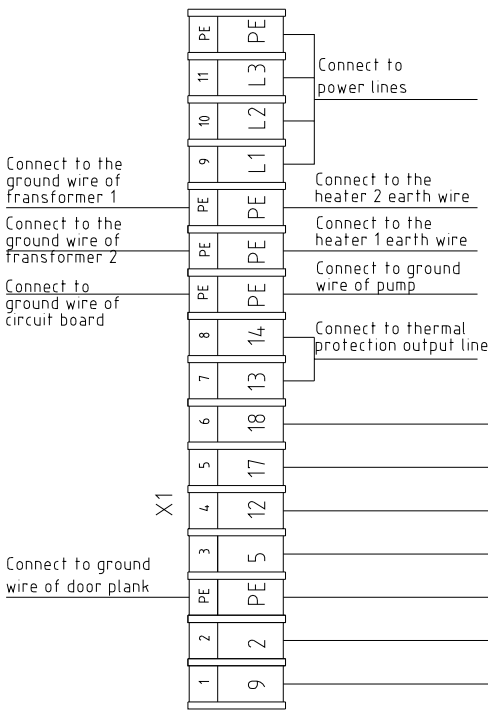 PE PE
11 L3
Connect to
power lines
10 L2
9 L1
Connect to the
ground wire of
transformer 1
PE PE
Connect to the
heater 2 earth wire
Connect to the
ground wire of
transformer 2
PE PE
Connect to the
heater 1 earth wire
Connect to
ground wire of
circuit board
PE PE
Connect to ground
wire of pump
8 14
Connect to thermal
protection output line
7 13
6 18
5 17
X1
4 12
3 5
Connect to ground
wire of door plank
PE PE
2 2
1 9